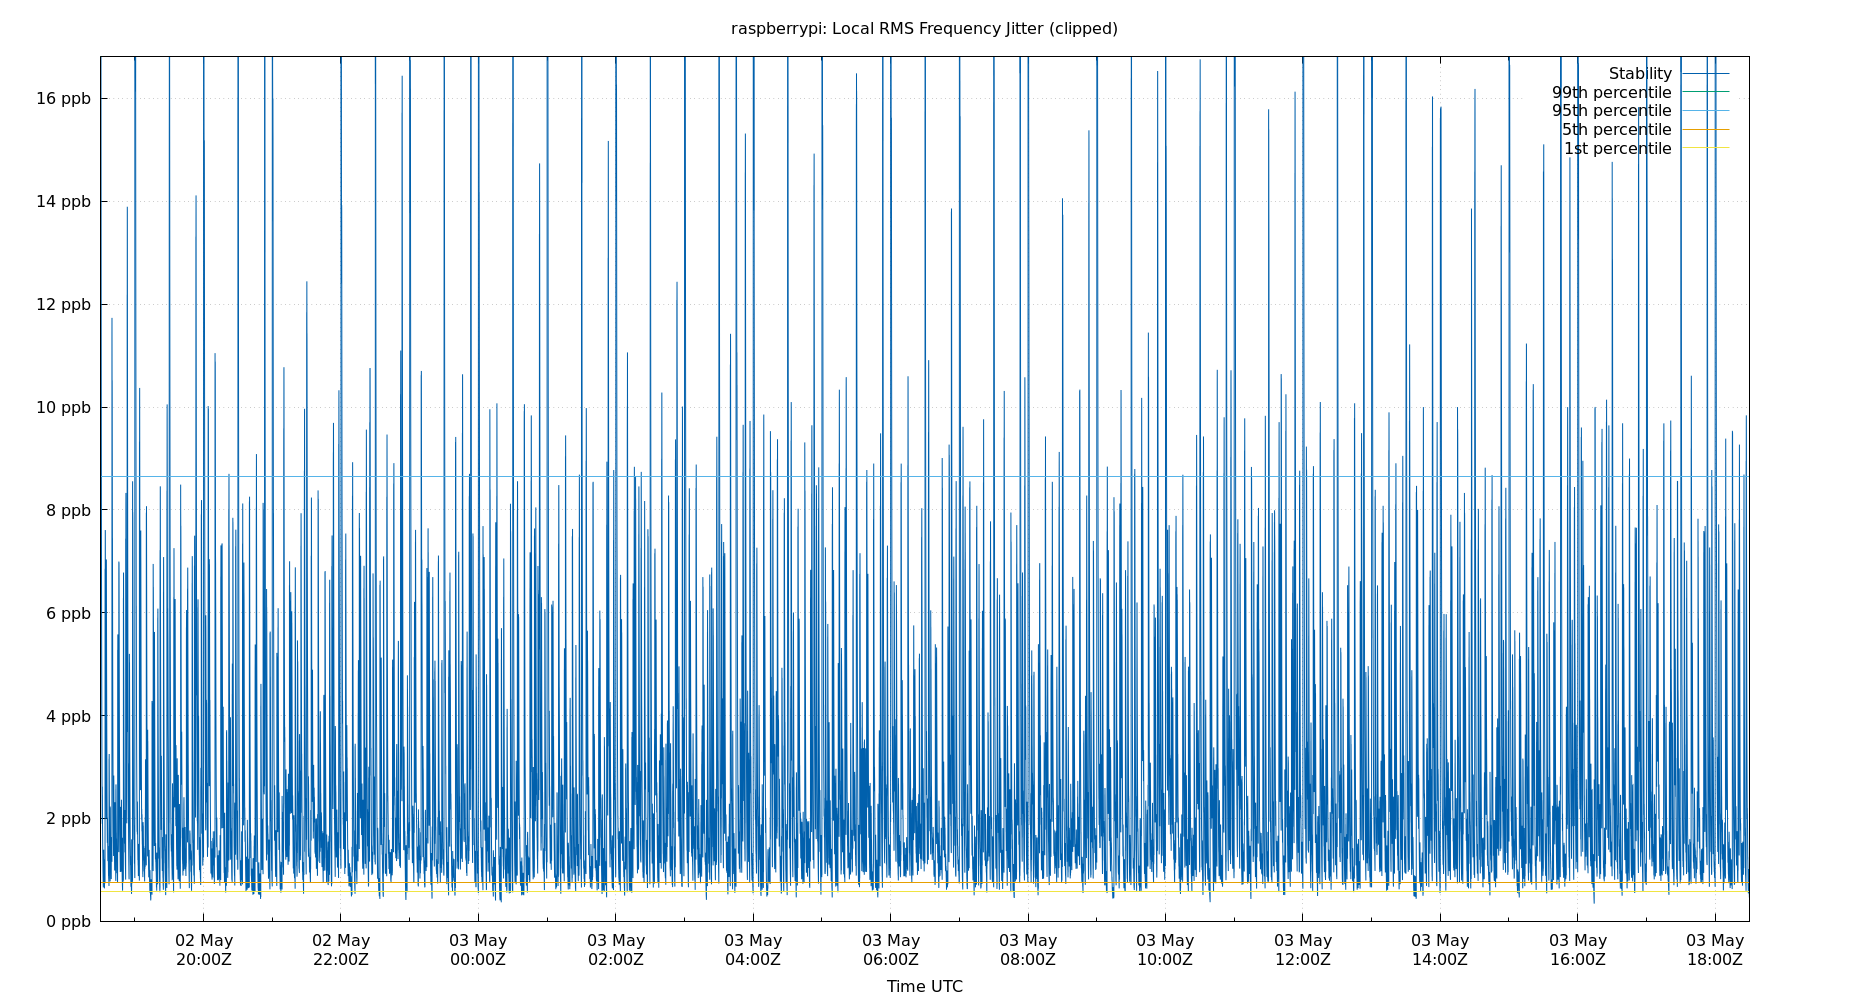 raspberrypi: Local RMS Frequency Jitter (clipped)
Stability
99th percentile
95th percentile
5th percentile
1st percentile
16 ppb
14 ppb
12 ppb
10 ppb
8 ppb
6 ppb
4 ppb
2 ppb
0 ppb
02 May 02 May 03 May 03 May 03 May 03 May 03 May 03 May 03 May 03 May 03 May 03 May
20:00Z 22:00Z 00:00Z 02:00Z 04:00Z 06:00Z 08:00Z 10:00Z 12:00Z 14:00Z 16:00Z 18:00Z
Time UTC